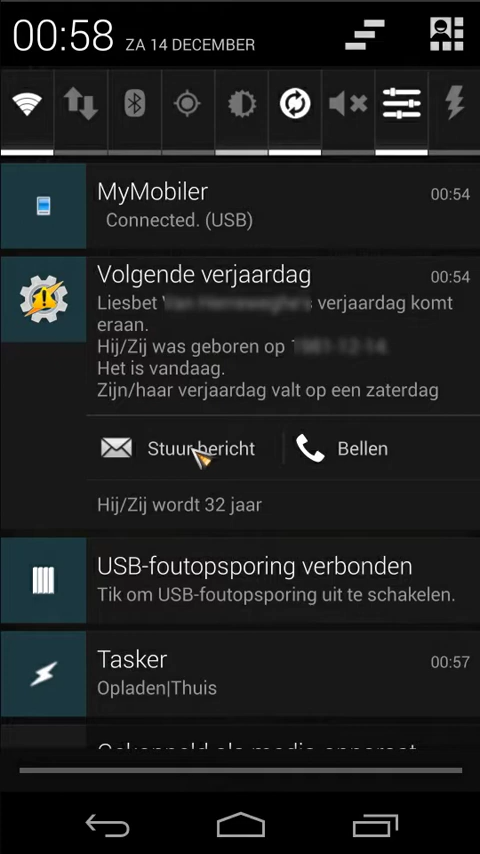 00:58 ZA 14 DECEMBER
MyMobiler 00:54
Connected. (USB)
Volgende verjaardag 00:54
Liesbet verjaardag komt
eraan.
Hij/Zij was geboren op
Het is vandaag.
Zijn/haar verjaardag valt op een zaterdag
Stuur bericht Bellen
Hij/Zij wordt 32 jaar
USB-foutopsporing verbonden
Tik om USB-foutopsporing uit te schakelen.
Tasker 00:57
Opladen|Thuis